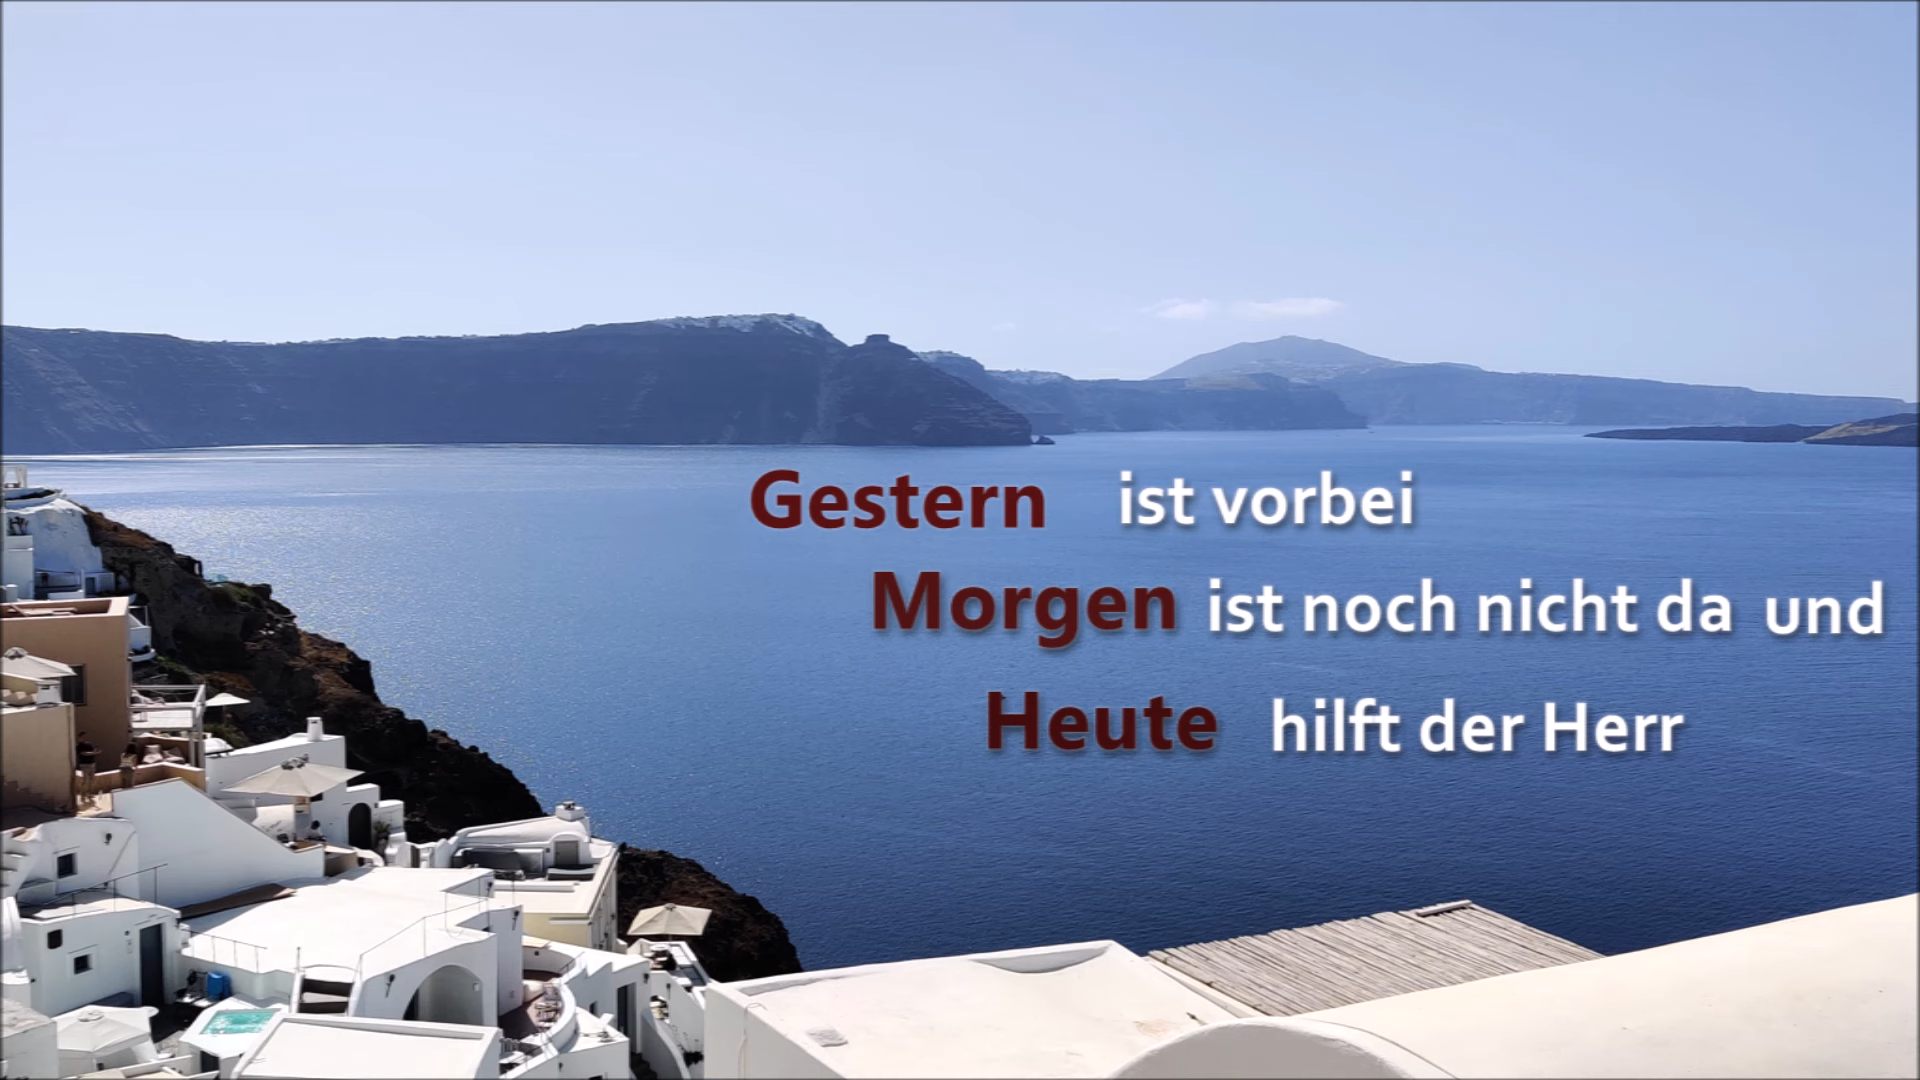 Gestern ist vorbei
Morgen ist noch nicht da und
Heute hilft der Herr